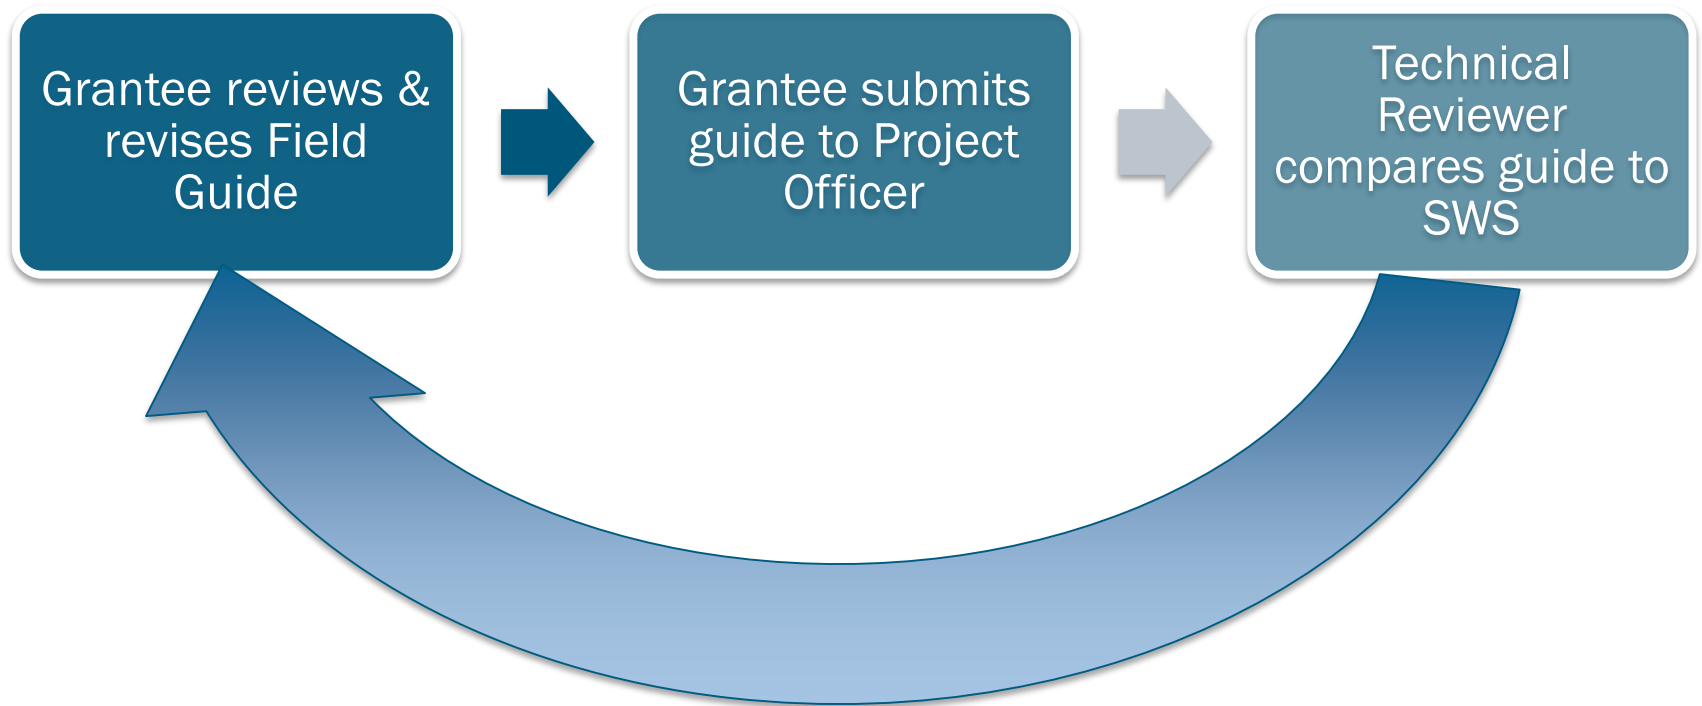 Grantee reviews &
revises Field
Guide
Grantee submits
guide to Project
Officer
Technical
Reviewer
compares guide to
SWS